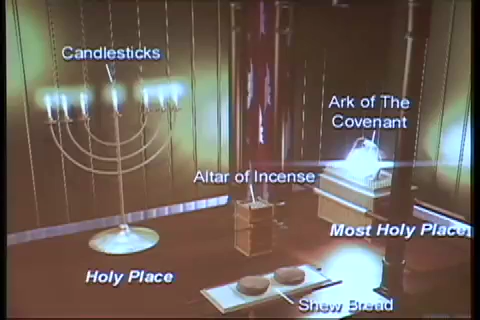 Candlesticks
Ark of The
Covenant
Altar of Incense
Most Holy Place
Holy Place
Shew Bread